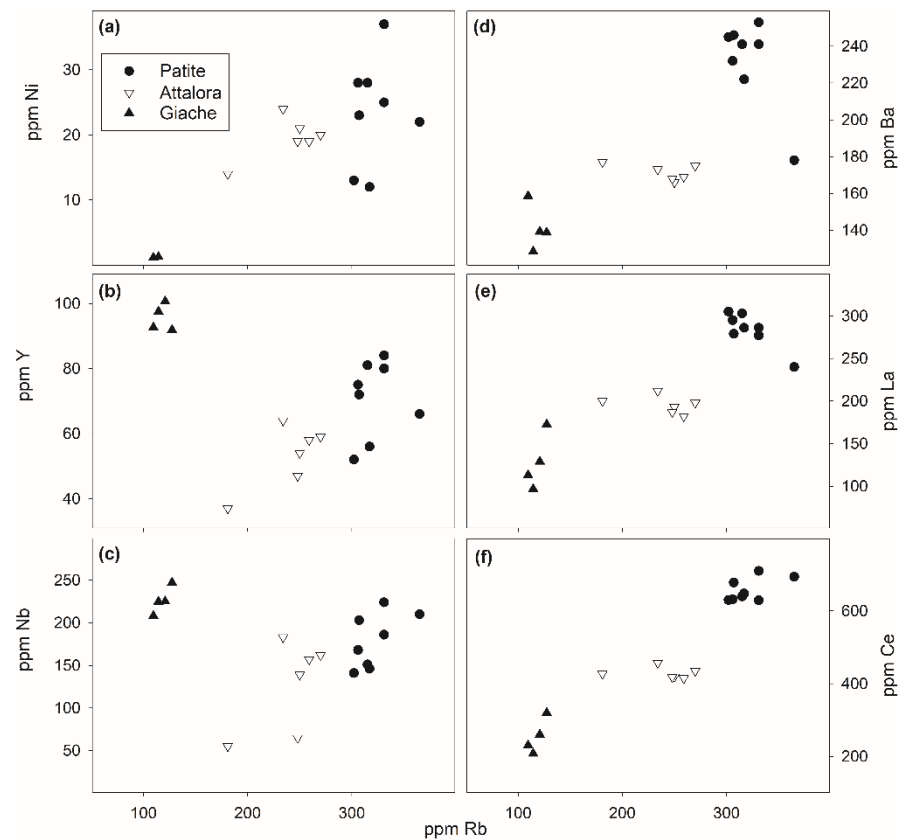 (a)
30
20
10
ppm Ni
Patite
Attalora
Giache
(d)
240
220
200
180
160
140
ppm Ba
(b)
100
80
60
40
ppm Y
(e)
300
250
200
150
100
ppm La
(c)
250
200
150
100
50
ppm Nb
100
200
300
(f)
600
400
200
ppm Ce
100
200
300
ppm Rb